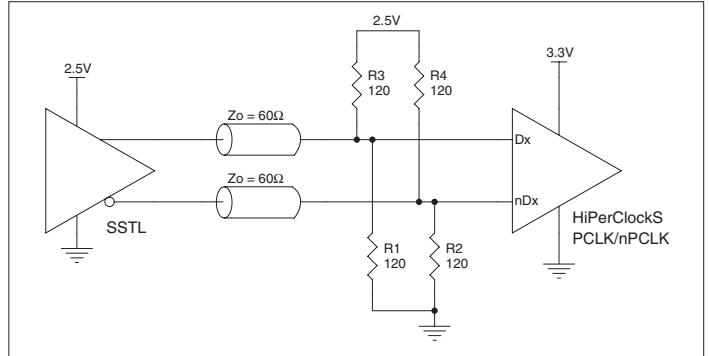 2.5V
3.3V
2.5V
R3
120
R4
120
Zo = 60Ω
Dx
Zo = 60Ω
nDx
SSTL
HiPerClockS
PCLK/nPCLK
R1
120
R2
120